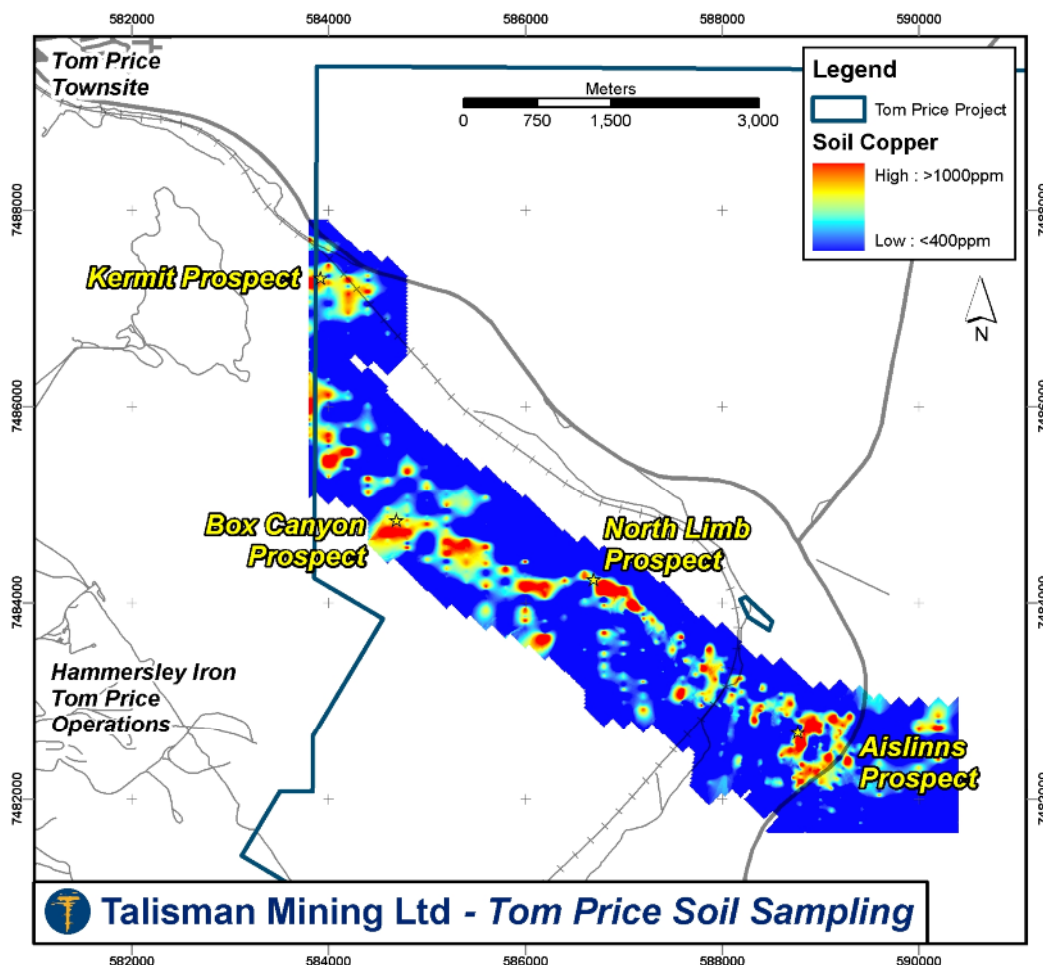 582000 584000 586000 588000 590000
Tom Price
Townsite
Meters
0 750 1,500 3,000
Legend
Tom Price Project
Soil Copper
High : >1000ppm
Low : <400ppm
N
7488000 7488000
Kermit Prospect
7486000 7486000
Box Canyon
Prospect
North Limb
Prospect
7484000 7484000
Hammersley Iron
Tom Price
Operations
Aislinns
Prospect
7482000 7482000
Talisman Mining Ltd - Tom Price Soil Sampling
582000 584000 586000 588000 590000